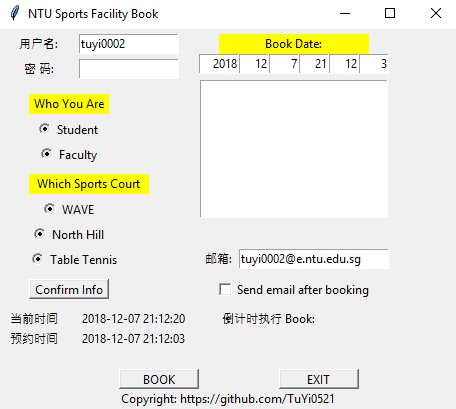 NTU Sports Facility Book
用户名: tuyi0002 Book Date:
密 码: 2018 12 7 21 12 3
Who You Are
Student
Faculty
Which Sports Court
WAVE
North Hill
Table Tennis 邮箱: tuyi0002@e.ntu.edu.sg
Confirm Info Send email after booking
当前时间 2018-12-07 21:12:20 倒计时执行 Book:
预约时间 2018-12-07 21:12:03
BOOK EXIT
Copyright: https://github.com/TuYi0521